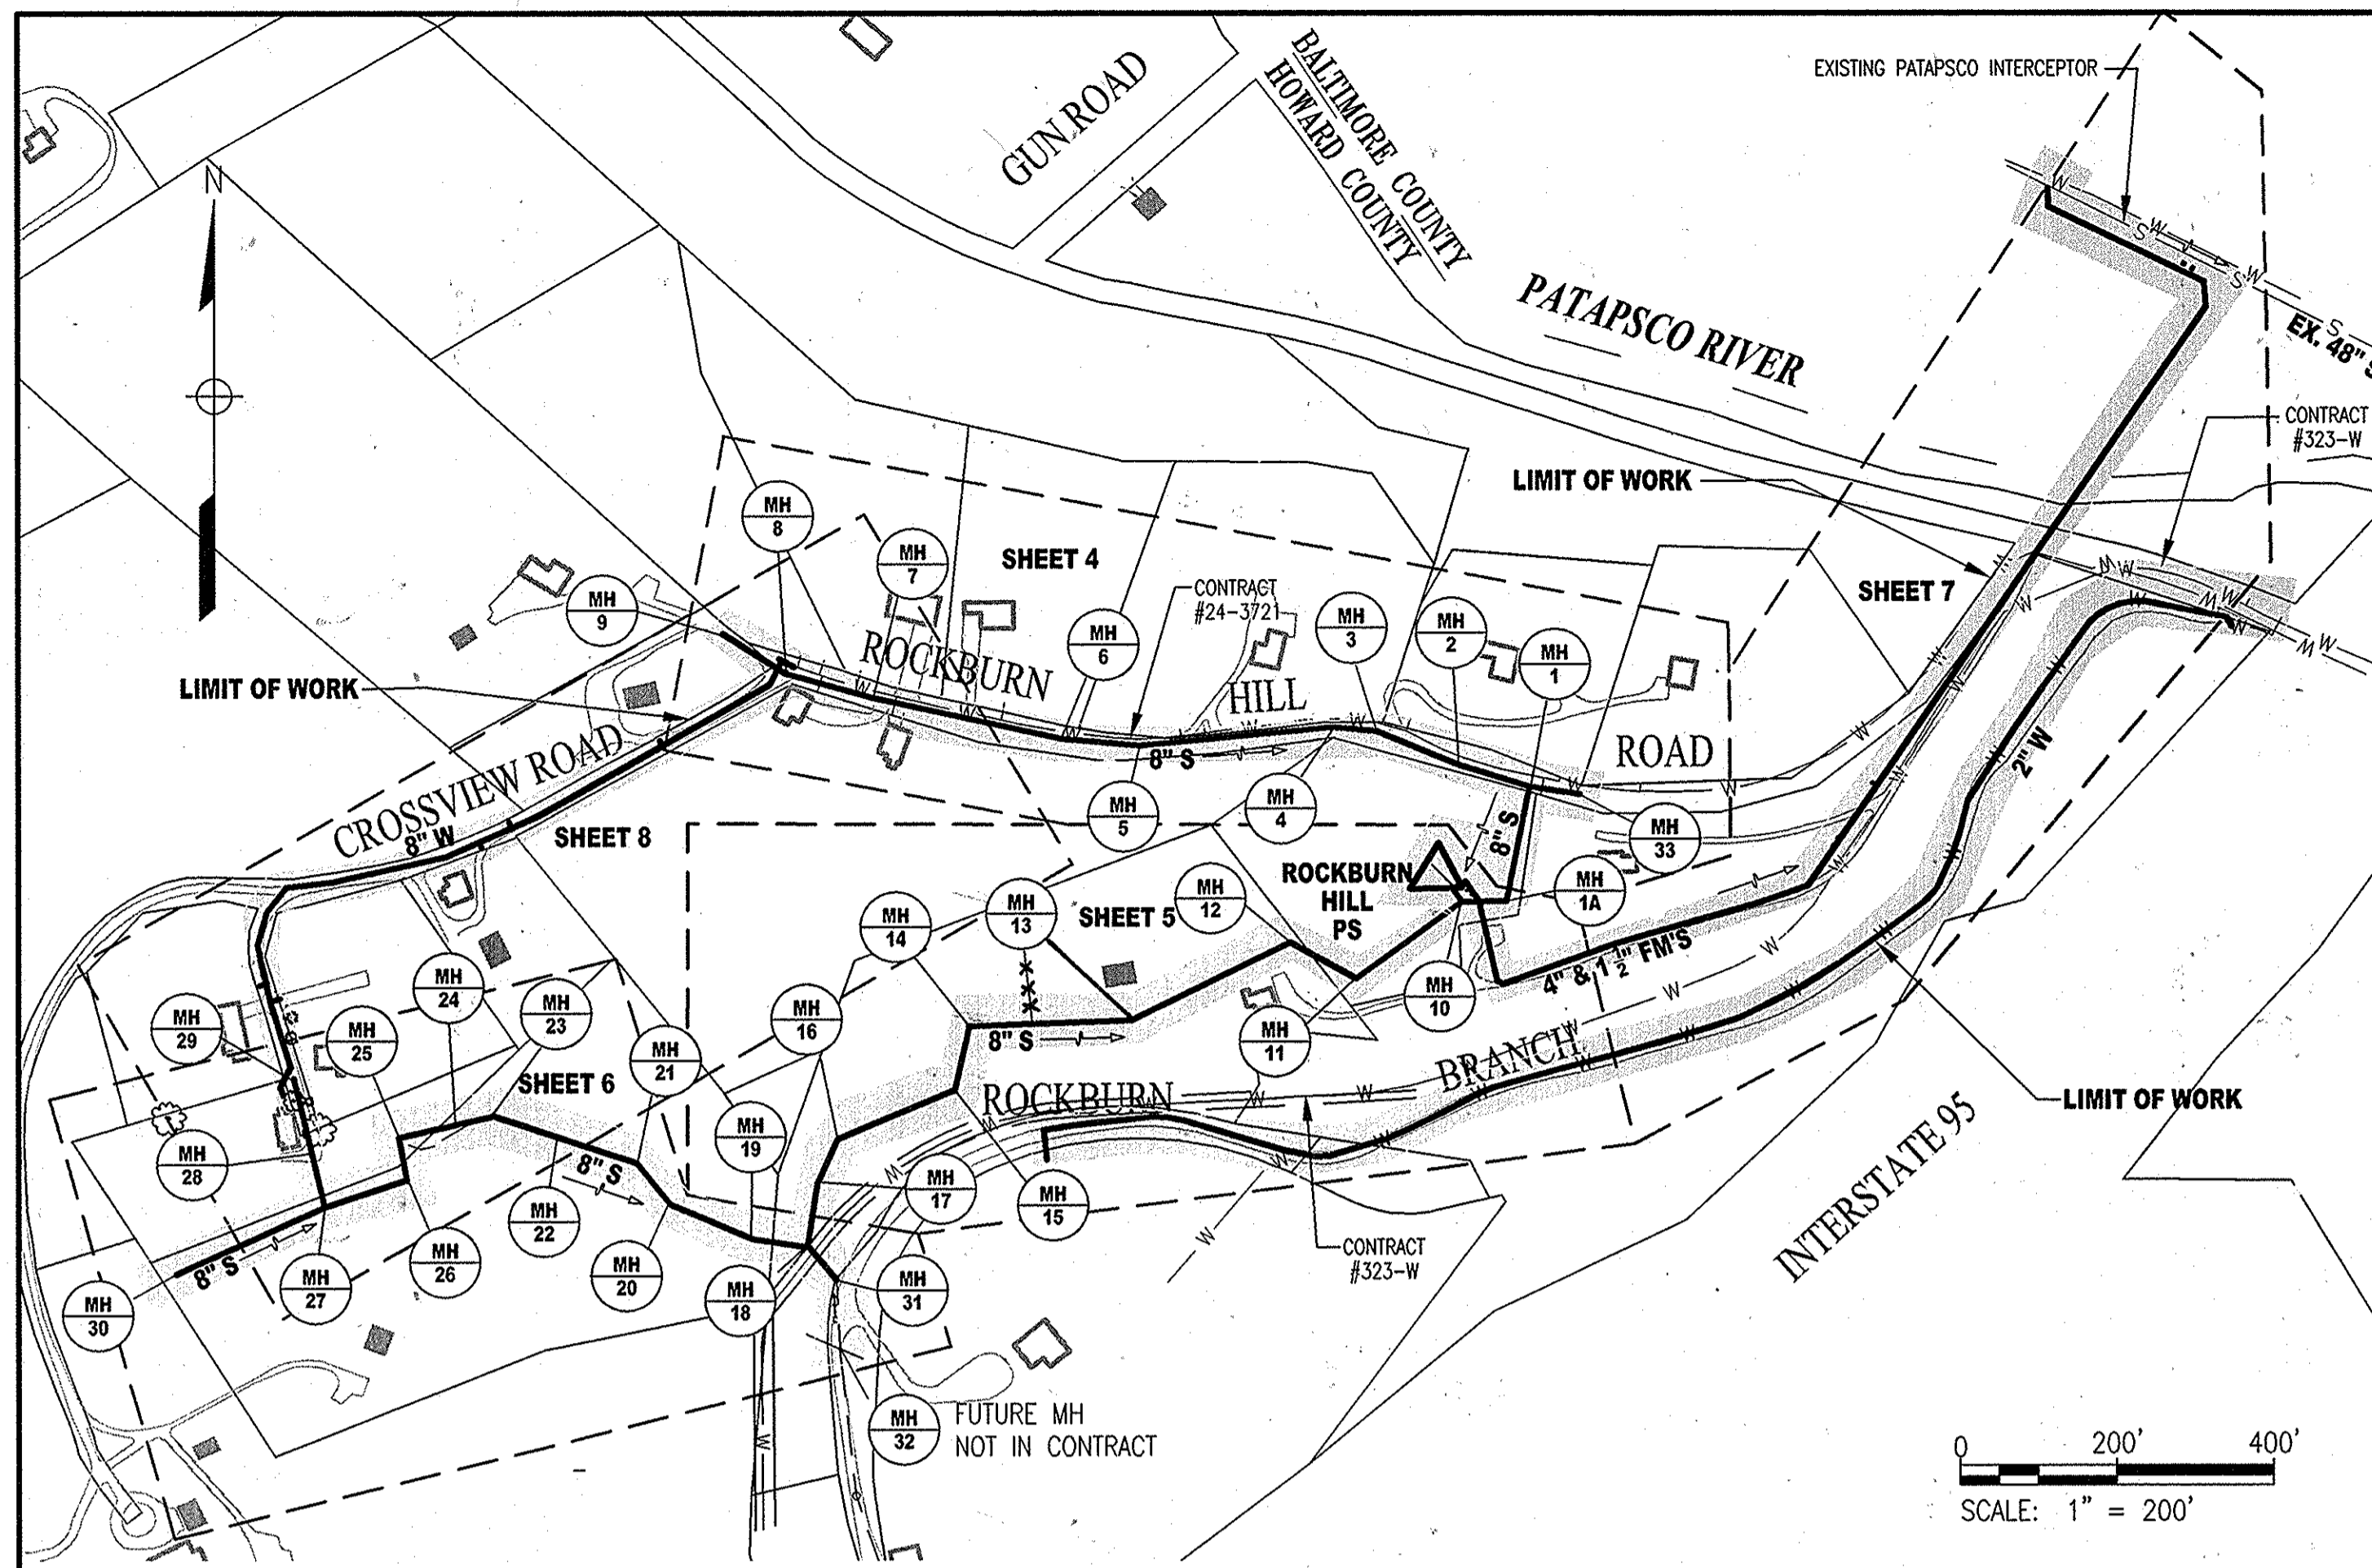 EXISTING PATAPSCO INTERCEPTOR
BALTIMORE COUNTY
HOWARD COUNTY
GUN ROAD
N
PATAPSCO RIVER
EX. 48" S
CONTRACT
#323-W
LIMIT OF WORK
SHEET 7
SHEET 4
CONTRACT
#24-3721
MH
8
MH
7
MH
9
MH
6
MH
3
MH
2
MH
1
ROCKBURN
HILL
ROAD
LIMIT OF WORK
CROSSVIEW ROAD
8" W
SHEET 8
8" S
MH
5
MH
4
8" S
MH
33
2" W
ROCKBURN
HILL
PS
MH
1A
MH
14
MH
13
SHEET 5
MH
12
4" & 1 1/2" FM'S
MH
10
MH
11
8" S
MH
16
MH
29
MH
25
MH
24
MH
23
MH
21
SHEET 6
ROCKBURN
BRANCH
LIMIT OF WORK
INTERSTATE 95
MH
28
MH
19
8" S
MH
17
MH
15
MH
22
MH
26
MH
20
MH
18
MH
31
CONTRACT
#323-W
8" S
MH
27
MH
30
MH
32
FUTURE MH
NOT IN CONTRACT
0 200' 400'
SCALE: 1" = 200'